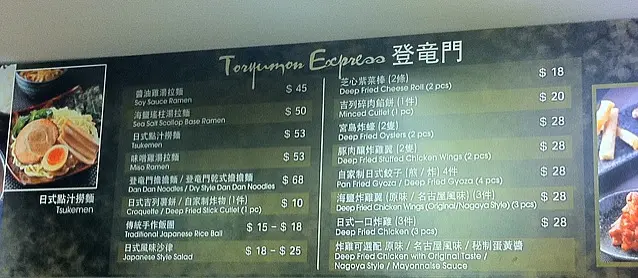 Toryumon Express 登竜門
醬油雞湯拉麵 $ 45
Soy Sauce Ramen
海鹽瑤柱湯拉麵 $ 50
Sea Salt Scallop Base Ramen
日式點汁撈麵 $ 53
Tsukemen
味噌雞湯拉麵 $ 53
Miso Ramen
登竜門擔擔麵 / 登竜門乾式擔擔麵 $ 68
Dan Dan Noodles / Dry Style Dan Dan Noodles
日式吉列薯餅 / 自家制炸物 (1件) $ 10
Croquette / Deep Fried Stick Cutlet (1 pc)
傳統手作飯團 $ 15 – $ 18
Traditional Japanese Rice Ball
日式風味沙律 $ 18 – $ 25
Japanese Style Salad
芝心紫菜棒 (2條) $ 18
Deep Fried Cheese Roll (2 pcs)
吉列碎肉餡餅 (1件) $ 20
Minced Cutlet (1 pc)
宮島炸蠔 (2隻) $ 28
Deep Fried Oysters (2 pcs)
豚肉釀炸雞翼 (2隻) $ 28
Deep Fried Stuffed Chicken Wings (2 pcs)
自家制日式餃子 (煎 / 炸) 4件 $ 28
Pan Fried Gyoza / Deep Fried Gyoza (4 pcs)
海鹽炸雞翼 (原味 / 名古屋風味) (3件) $ 28
Deep Fried Chicken Wings (Original/Nagoya Style) (3 pcs)
日式一口炸雞 (3件) $ 28
Deep Fried Chicken (3 pcs)
炸雞可選配 原味 / 名古屋風味 / 秘制蛋黃醬
Deep Fried Chicken with Original Taste /
Nagoya Style / Mayonnaise Sauce
日式點汁撈麵
Tsukemen